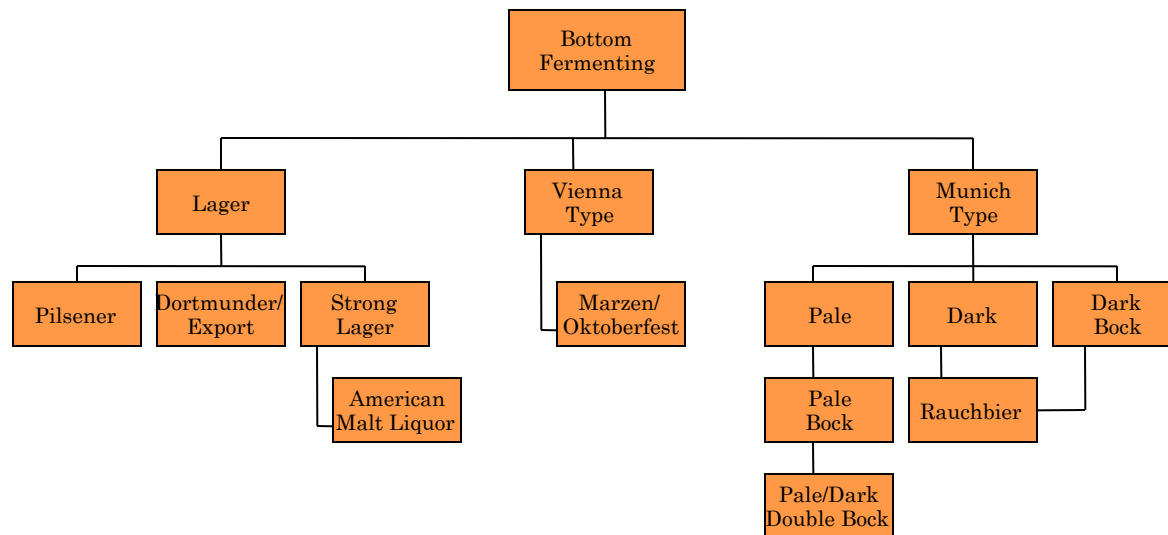 Bottom
Fermenting
Lager
Vienna
Type
Munich
Type
Pilsener
Dortmunder/
Export
Strong
Lager
Marzen/
Oktoberfest
Pale
Dark
Dark
Bock
American
Malt Liquor
Pale
Bock
Rauchbier
Pale/Dark
Double Bock